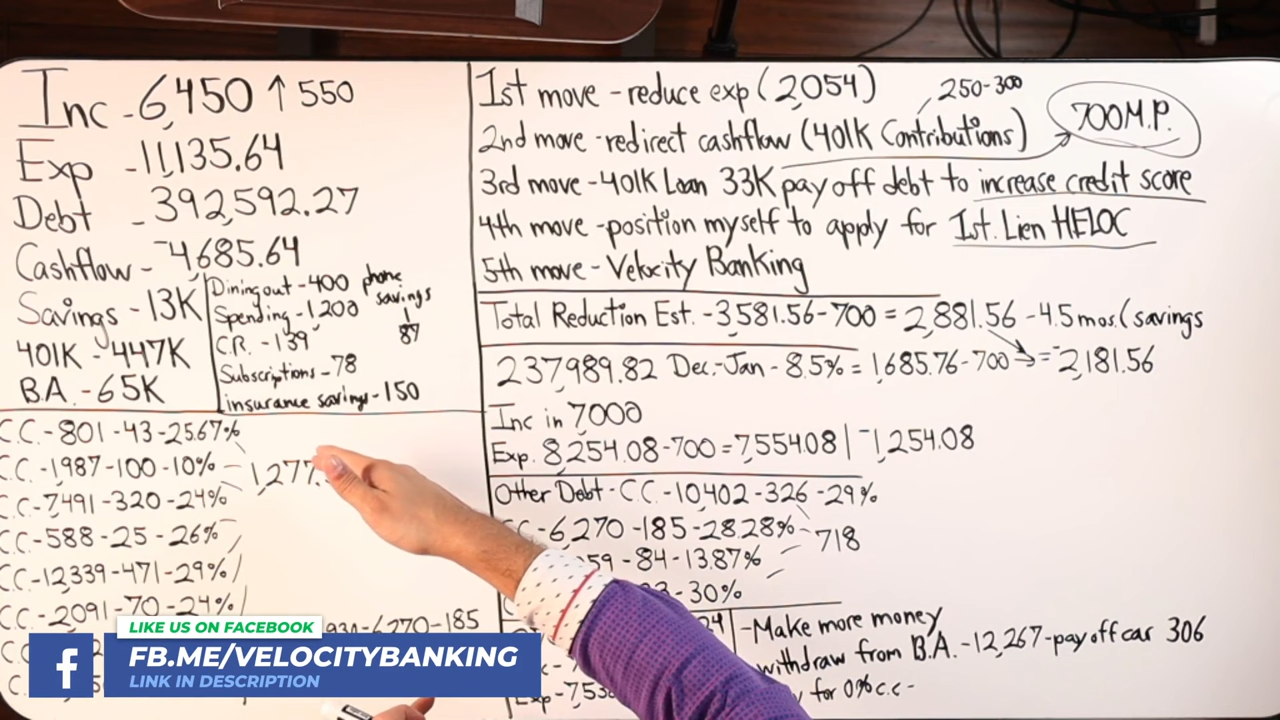 Inc - 6,450 ↑ 550
Exp - 11,135.64
Debt - 392,592.27
Cashflow - -4,685.64
Savings - 13K
401K - 447K
B.A. - 65K
Dining out - 400
Spending - 1,200
C.R. - 139
Subscriptions - 78
insurance savings - 150
phone
savings
87
C.C. - 801 - 43 - 25.67%
C.C. - 1987 - 100 - 10%
C.C. - 7,491 - 320 - 24%
C.C. - 588 - 25 - 26%
C.C. - 12,339 - 471 - 29%
C.C. - 2091 - 70 - 24%
1,277.
6270 - 185
1st move - reduce exp (2,054)
250 - 300
2nd move - redirect cashflow (401K Contributions)
700 M.P.
3rd move - 401K Loan 33K pay off debt to increase credit score
4th move - position myself to apply for 1st. Lien HELOC
5th move - Velocity Banking
Total Reduction Est. - 3,581.56 - 700 = 2,881.56 - 4.5 mos. (savings
237,989.82 Dec. - Jan - 8.5% = 1,685.76 - 700 = -2,181.56
Inc in 7000
Exp. 8,254.08 - 700 = 7,554.08 | -1,254.08
Other Debt - C.C. - 10,402 - 326 - 29%
C.C. - 6,270 - 185 - 28.28%
59 - 84 - 13.87%
- 30%
718
- Make more money
withdraw from B.A. - 12,267 - pay off car 306
for 0% c.c -
LIKE US ON FACEBOOK
f FB.ME/VELOCITYBANKING
LINK IN DESCRIPTION